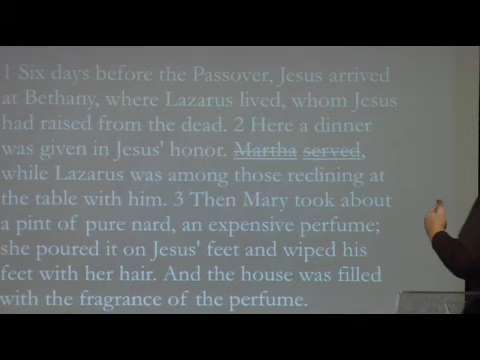 1 Six days before the Passover, Jesus arrived
at Bethany, where Lazarus lived, whom Jesus
had raised from the dead. 2 Here a dinner
was given in Jesus' honor. Martha served,
while Lazarus was among those reclining at
the table with him. 3 Then Mary took about
a pint of pure nard, an expensive perfume;
she poured it on Jesus' feet and wiped his
feet with her hair. And the house was filled
with the fragrance of the perfume.